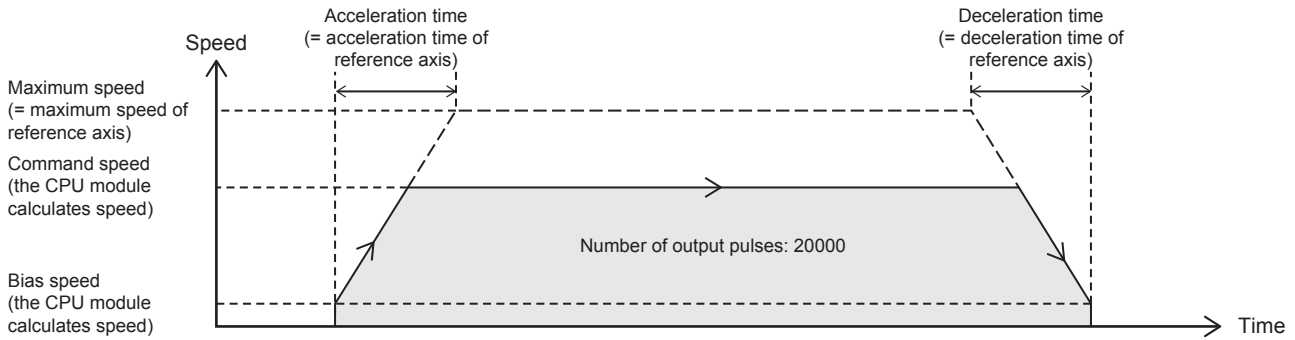 Acceleration time
(= acceleration time of
reference axis)
Deceleration time
(= deceleration time of
reference axis)
Speed
Maximum speed
(= maximum speed of
reference axis)
Command speed
(the CPU module
calculates speed)
Number of output pulses: 20000
Bias speed
(the CPU module
calculates speed)
Time